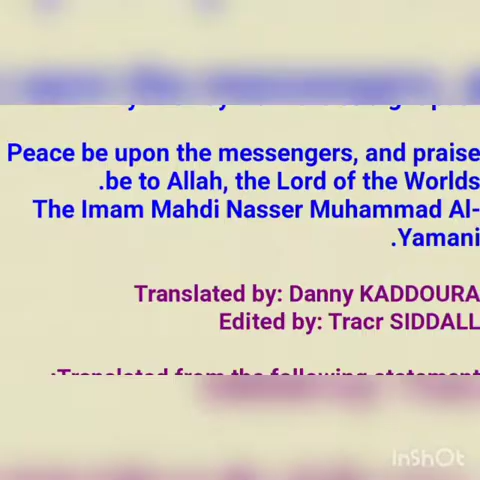 Peace be upon the messengers, and praise
.be to Allah, the Lord of the Worlds
The Imam Mahdi Nasser Muhammad Al-
.Yamani
Translated by: Danny KADDOURA
Edited by: Tracr SIDDALL
:Translated from the following statement
InShOt